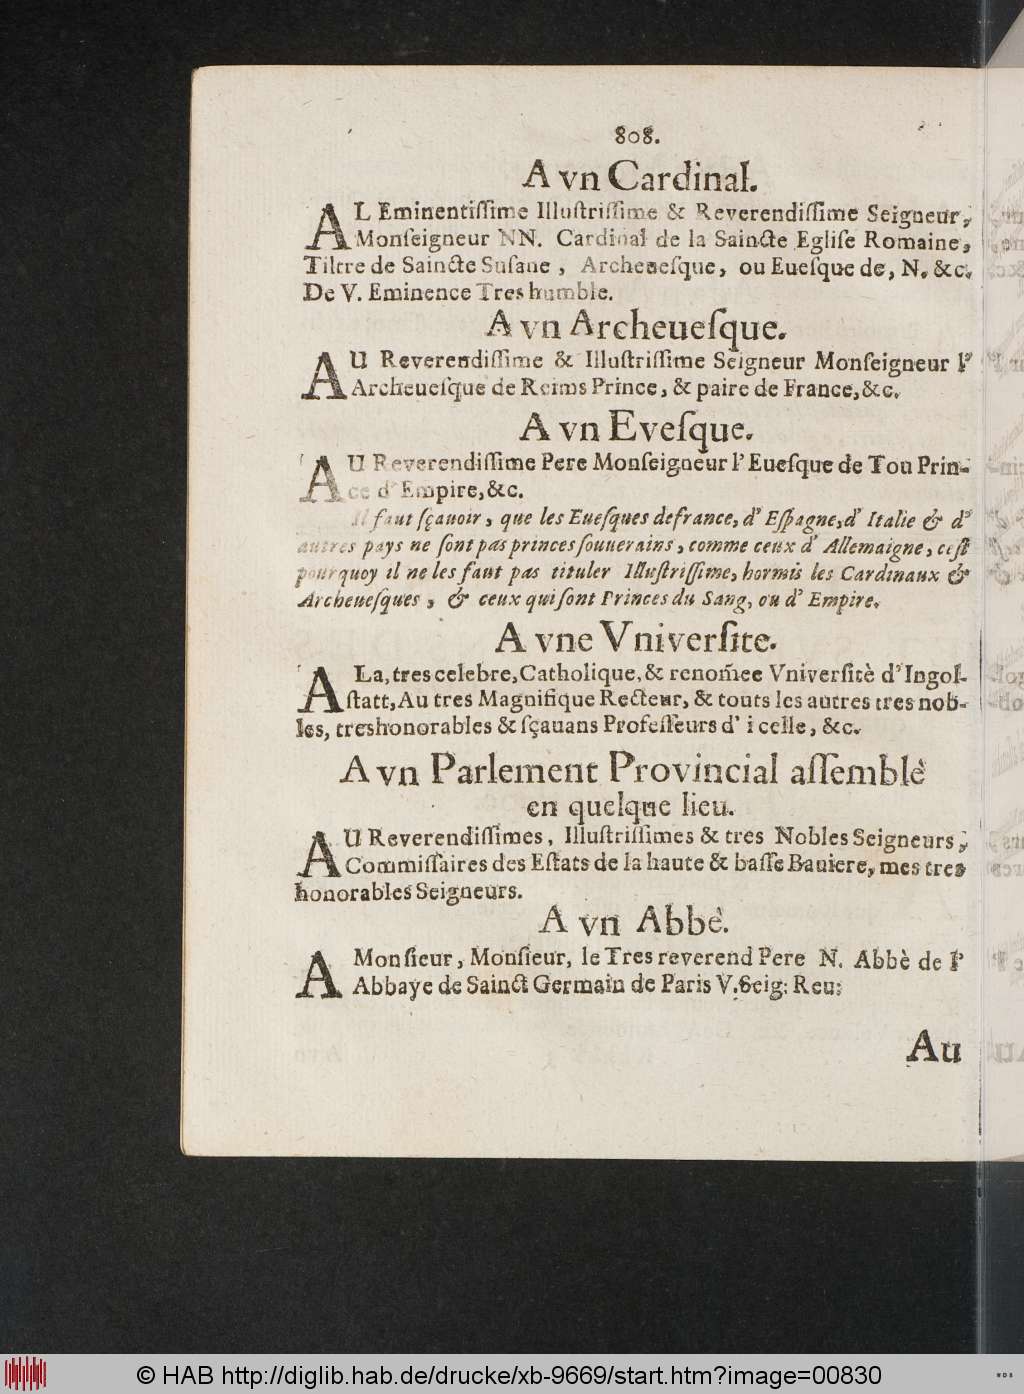 808.
A vn Cardinal.
AL Eminentiſſime Illuſtriſſime & Reverendiſſime Seigneur,
Monſeigneur NN. Cardinal de la Saincte Egliſe Romaine,
Tiltre de Saincte Suſane, Archeueſque, ou Eueſque de, N. &c.
De V. Eminence Tres humble.
A vn Archeueſque.
AU Reverendiſſime & Illuſtriſſime Seigneur Monſeigneur l'
Archeueſque de Reims Prince, & paire de France, &c.
A vn Eveſque.
AU Reverendiſſime Pere Monſeigneur l' Eueſque de Tou Prin-
ce d' Empire, &c.
Il faut ſçauoir, que les Eueſques defrance, d' Eſpagne, d' Italie & d'
autres pays ne ſont pas princes ſouuerains, comme ceux d' Allemaigne, ceſt
pourquoy il ne les faut pas tituler Illuſtriſſime, hormis les Cardinaux &
Archeueſques, & ceux qui ſont Princes du Sang, ou d' Empire.
A vne Vniverſite.
A La, tres celebre, Catholique, & renom̃ee Vniverſitè d' Ingol-
ſtatt, Au tres Magnifique Recteur, & touts les autres tres nob-
les, treshonorables & ſçauans Profeſſeurs d' i celle, &c.
A vn Parlement Provincial aſſemblè
en quelque lieu.
AU Reverendiſſimes, Illuſtriſſimes & tres Nobles Seigneurs,
Commiſſaires des Eſtats de la haute & baſſe Bauiere, mes tres
honorables Seigneurs.
A vn Abbè.
A Monſieur, Monſieur, le Tres reverend Pere N. Abbè de l'
Abbaye de Sainct Germain de Paris V. Seig: Reu:
Au
© HAB http://diglib.hab.de/drucke/xb-9669/start.htm?image=00830